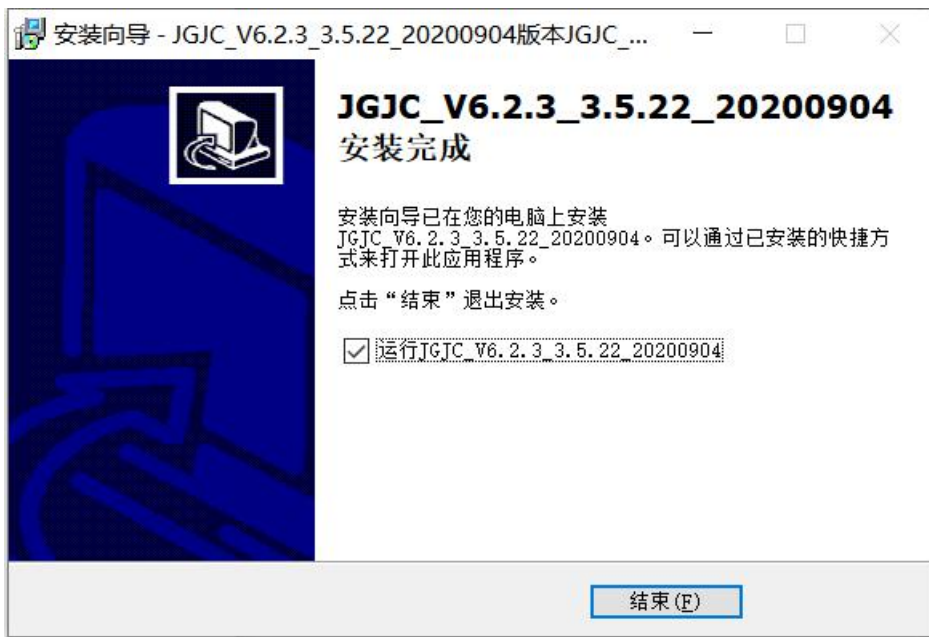 安装向导 - JGJC_V6.2.3_3.5.22_20200904版本JGJC_...
JGJC_V6.2.3_3.5.22_20200904
安装完成
安装向导已在您的电脑上安装
JGJC_V6.2.3_3.5.22_20200904。可以通过已安装的快捷方
式来打开此应用程序。
点击“结束”退出安装。
运行JGJC_V6.2.3_3.5.22_20200904
结束(F)